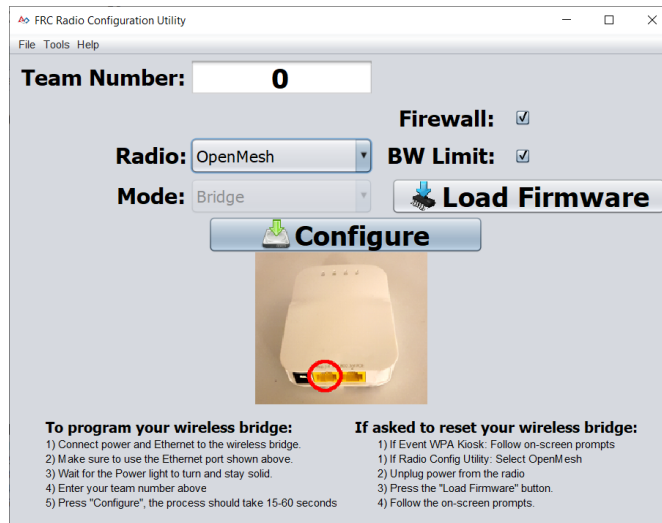 FRC Radio Configuration Utility
File Tools Help
Team Number: 0
Firewall:
Radio: OpenMesh
BW Limit:
Mode: Bridge
Load Firmware
Configure
To program your wireless bridge:
1) Connect power and Ethernet to the wireless bridge.
2) Make sure to use the Ethernet port shown above.
3) Wait for the Power light to turn and stay solid.
4) Enter your team number above
5) Press "Configure", the process should take 15-60 seconds
If asked to reset your wireless bridge:
1) If Event WPA Kiosk: Follow on-screen prompts
1) If Radio Config Utility: Select OpenMesh
2) Unplug power from the radio
3) Press the "Load Firmware" button.
4) Follow the on-screen prompts.